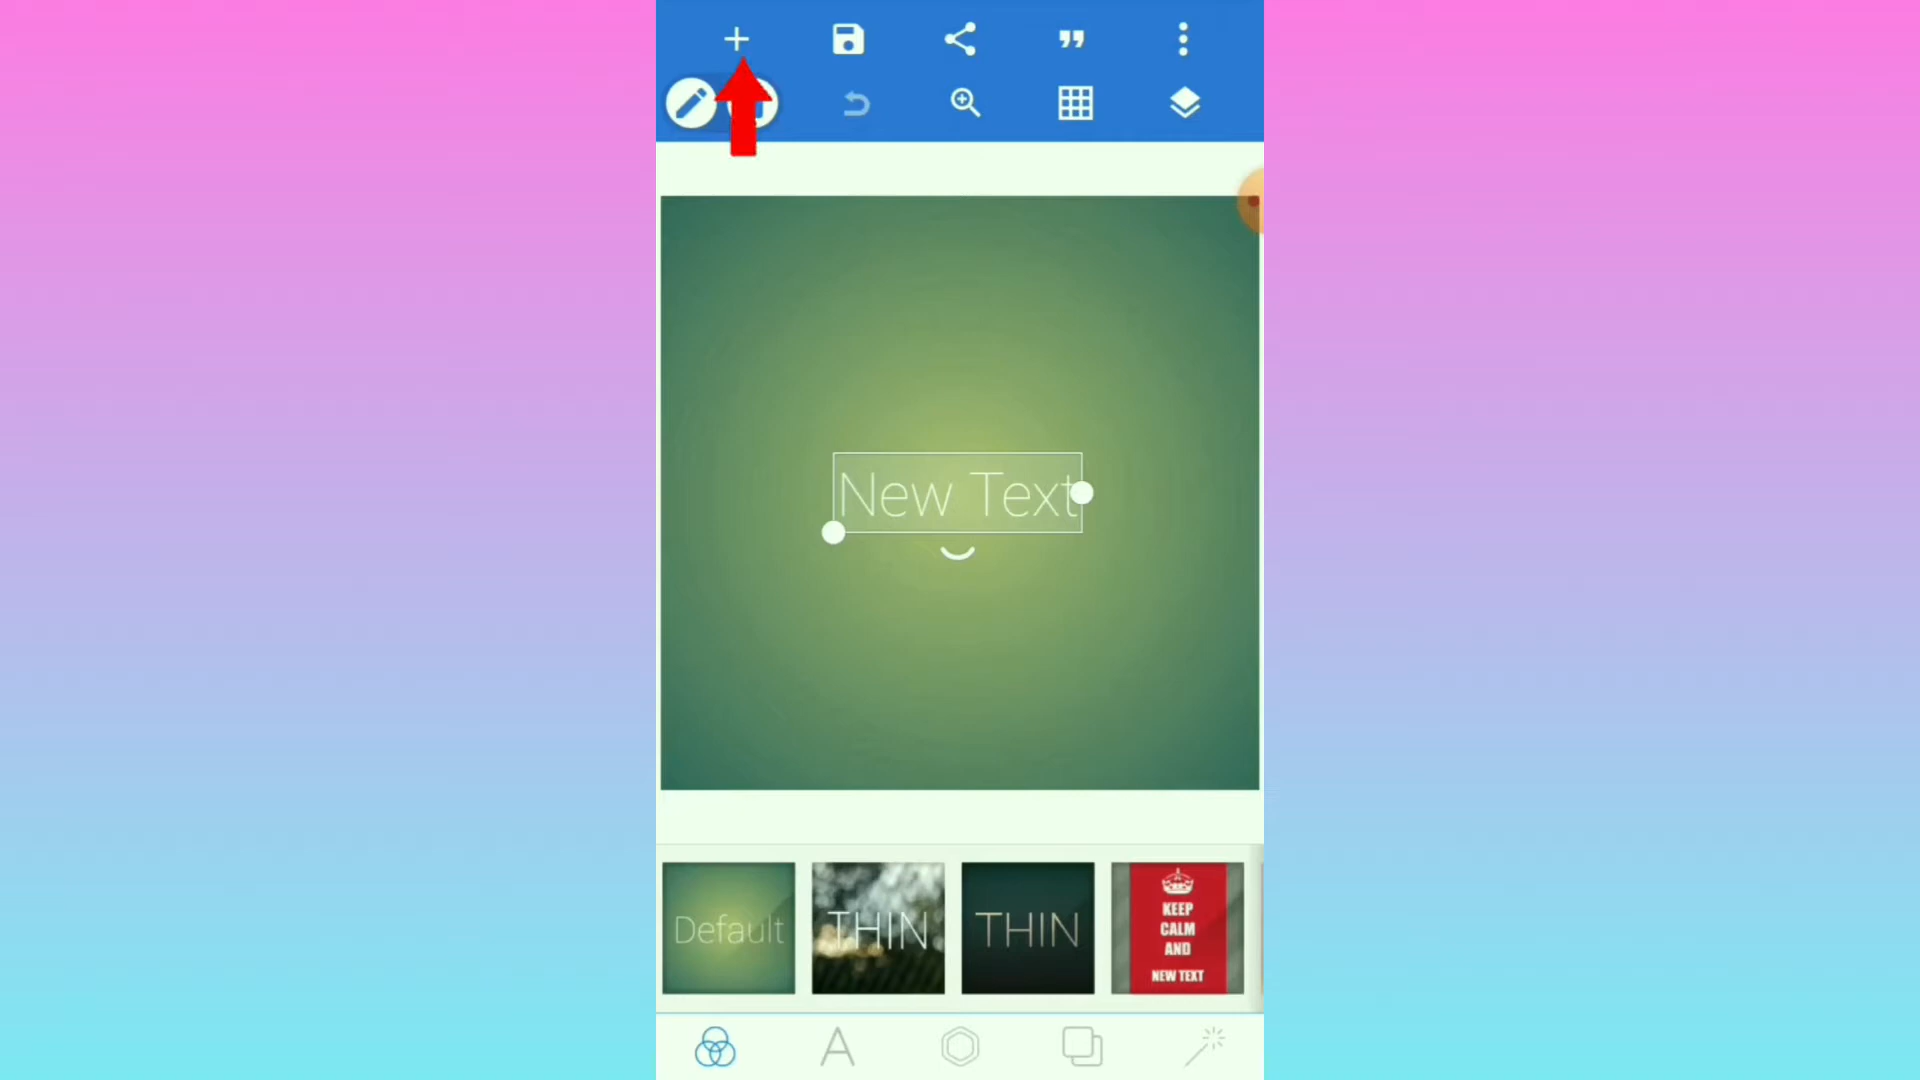 New Text
Default
THIN
THIN
KEEP
CALM
AND
NEW TEXT